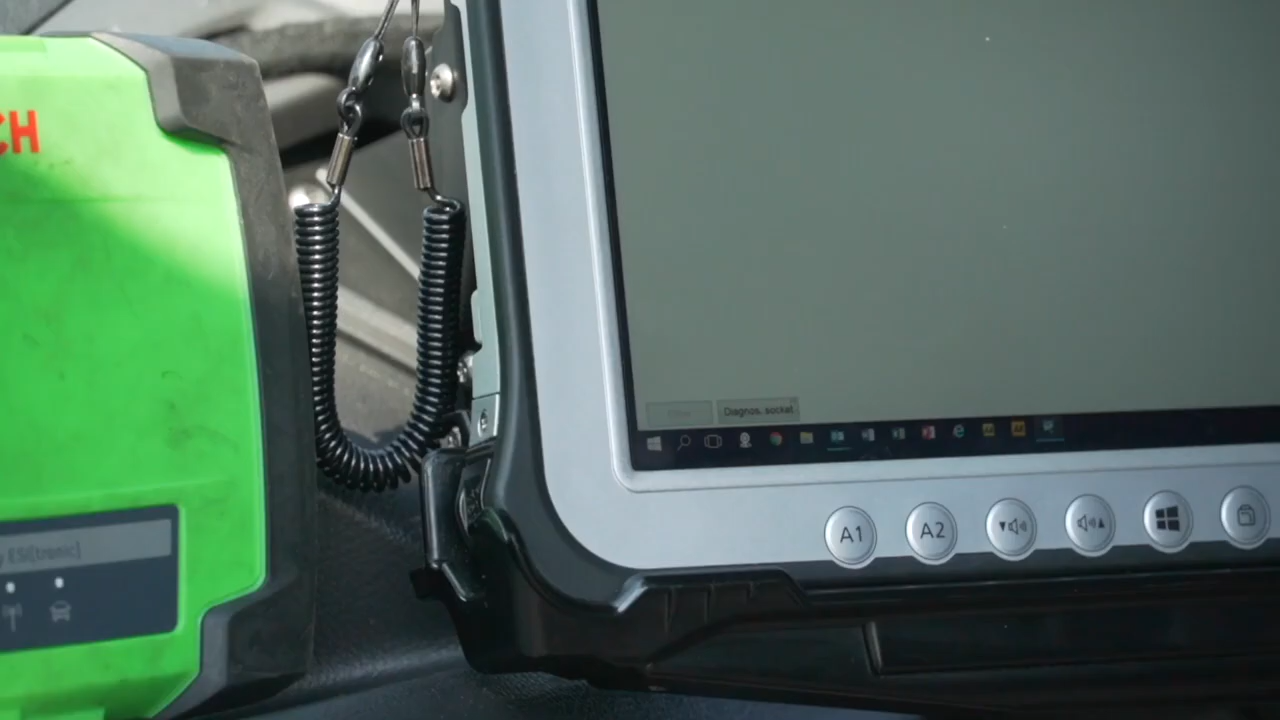 CH
Diagnos. socket
y ESI[tronic]
A1
A2